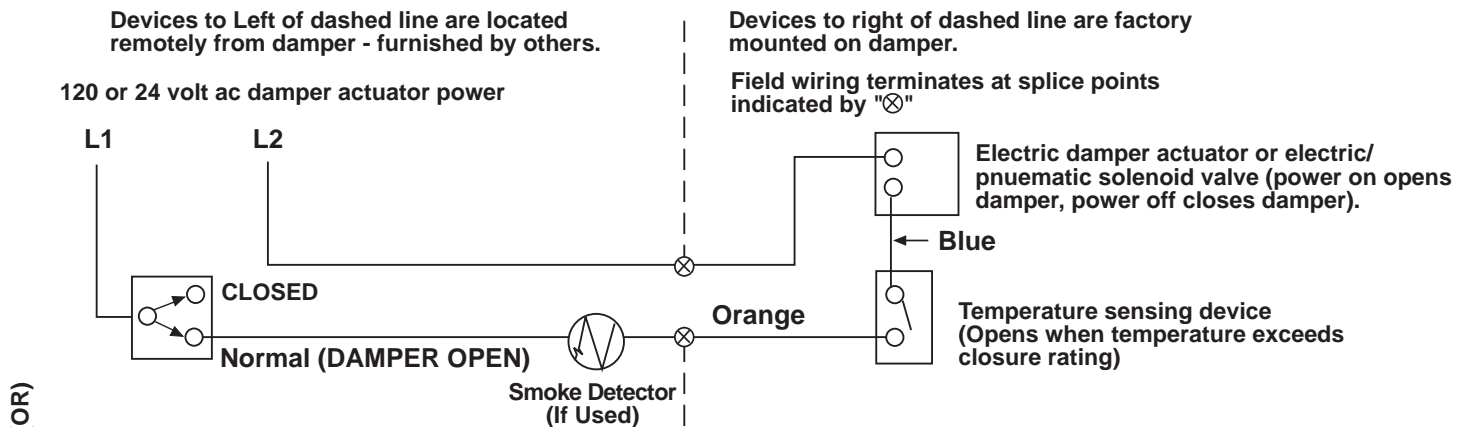 Devices to Left of dashed line are located
remotely from damper - furnished by others.
Devices to right of dashed line are factory
mounted on damper.
120 or 24 volt ac damper actuator power
Field wiring terminates at splice points
indicated by "⊗"
L1
L2
Electric damper actuator or electric/
pnuematic solenoid valve (power on opens
damper, power off closes damper).
Blue
CLOSED
Orange
Temperature sensing device
(Opens when temperature exceeds
closure rating)
Normal (DAMPER OPEN)
Smoke Detector
(If Used)
OR)